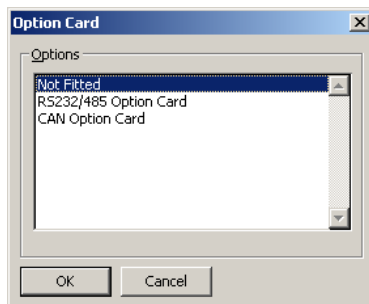 Option Card
Options
Not Fitted
RS232/485 Option Card
CAN Option Card
OK
Cancel